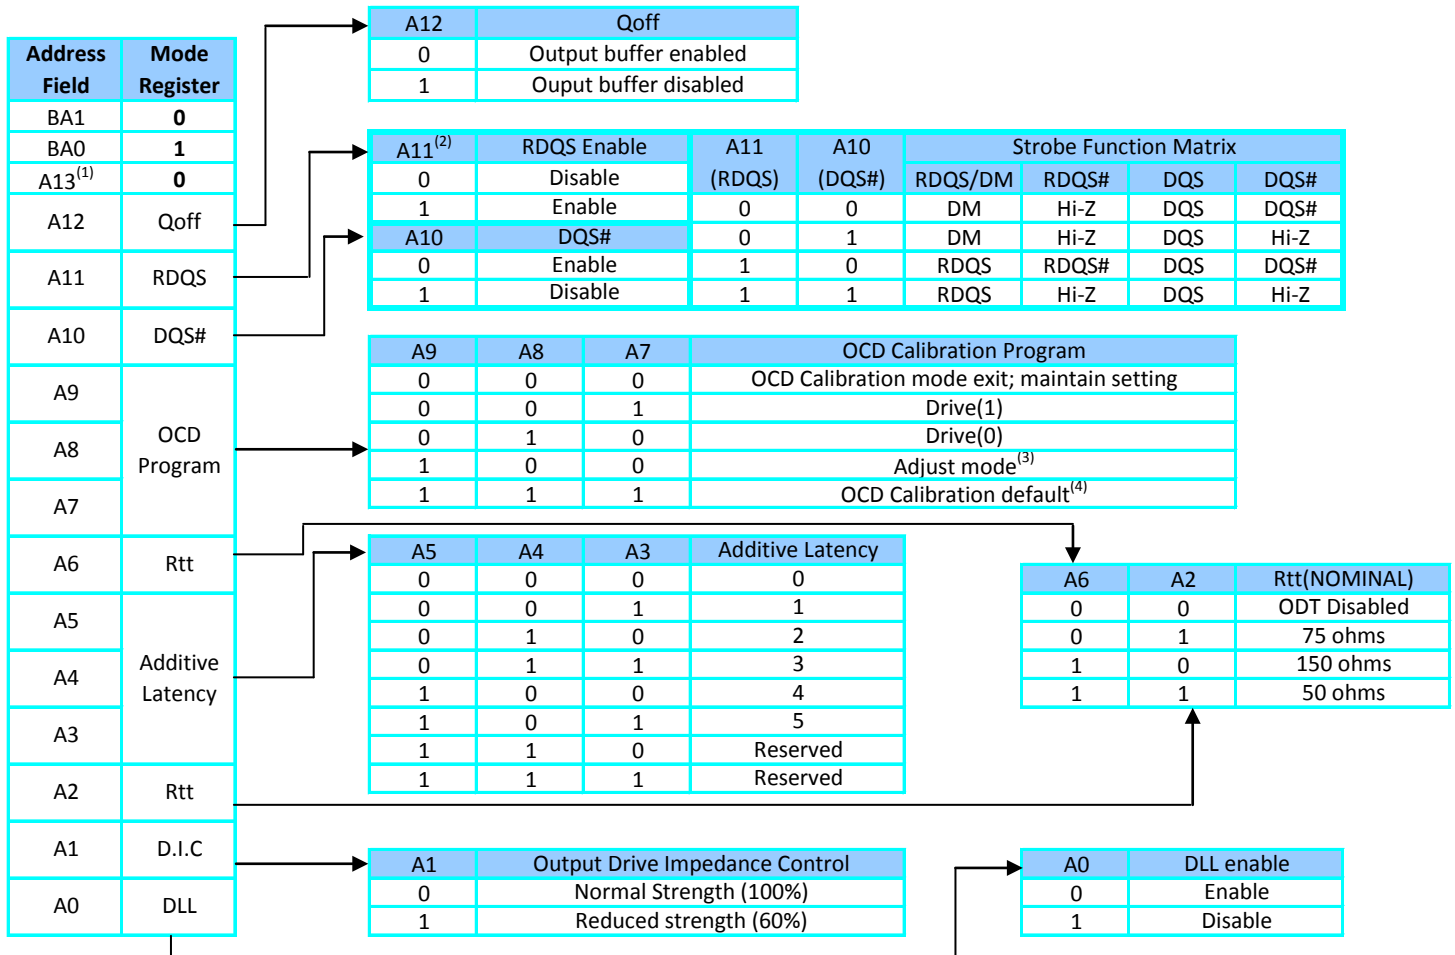 Address Field Mode Register
BA1 0
BA0 1
A13(1) 0
A12 Qoff
A11 RDQS
A10 DQS#
A9
A8
A7
OCD Program
A6 Rtt
A5
A4
A3
Additive Latency
A2 Rtt
A1 D.I.C
A0 DLL
A12 Qoff
0 Output buffer enabled
1 Ouput buffer disabled
A11(2) RDQS Enable
0 Disable
1 Enable
A10 DQS#
0 Enable
1 Disable
A11 (RDQS) A10 (DQS#) Strobe Function Matrix
RDQS/DM RDQS# DQS DQS#
0 0 DM Hi-Z DQS DQS#
0 1 DM Hi-Z DQS Hi-Z
1 0 RDQS RDQS# DQS DQS#
1 1 RDQS Hi-Z DQS Hi-Z
A9 A8 A7 OCD Calibration Program
0 0 0 OCD Calibration mode exit; maintain setting
0 0 1 Drive(1)
0 1 0 Drive(0)
1 0 0 Adjust mode(3)
1 1 1 OCD Calibration default(4)
A5 A4 A3 Additive Latency
0 0 0 0
0 0 1 1
0 1 0 2
0 1 1 3
1 0 0 4
1 0 1 5
1 1 0 Reserved
1 1 1 Reserved
A6 A2 Rtt(NOMINAL)
0 0 ODT Disabled
0 1 75 ohms
1 0 150 ohms
1 1 50 ohms
A1 Output Drive Impedance Control
0 Normal Strength (100%)
1 Reduced strength (60%)
A0 DLL enable
0 Enable
1 Disable